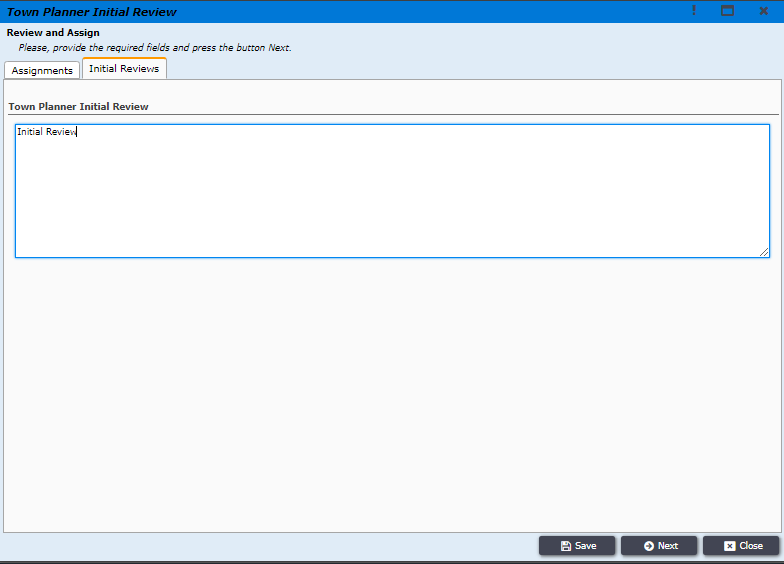 Town Planner Initial Review
Review and Assign
Please, provide the required fields and press the button Next.
Assignments Initial Reviews
Town Planner Initial Review
Initial Review
Save Next Close